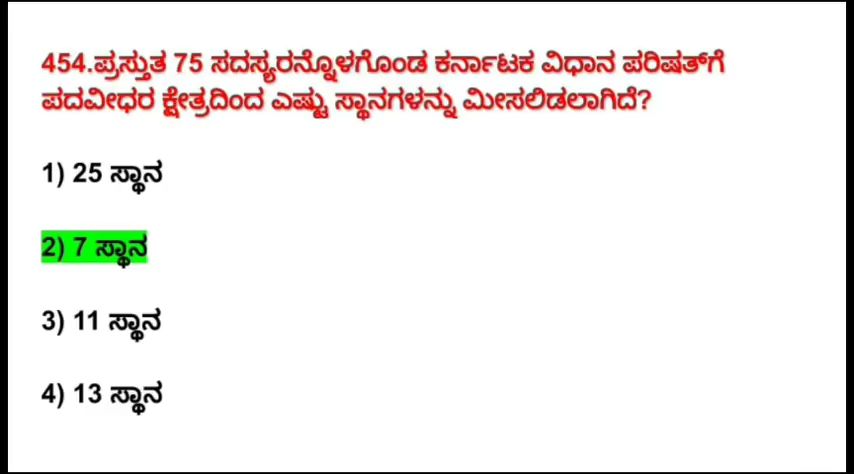 454.ಪ್ರಸ್ತುತ 75 ಸದಸ್ಯರನ್ನೊಳಗೊಂಡ ಕರ್ನಾಟಕ ವಿಧಾನ ಪರಿಷತ್‌ಗೆ
ಪದವೀಧರ ಕ್ಷೇತ್ರದಿಂದ ಎಷ್ಟು ಸ್ಥಾನಗಳನ್ನು ಮೀಸಲಿಡಲಾಗಿದೆ?
1) 25 ಸ್ಥಾನ
2) 7 ಸ್ಥಾನ
3) 11 ಸ್ಥಾನ
4) 13 ಸ್ಥಾನ